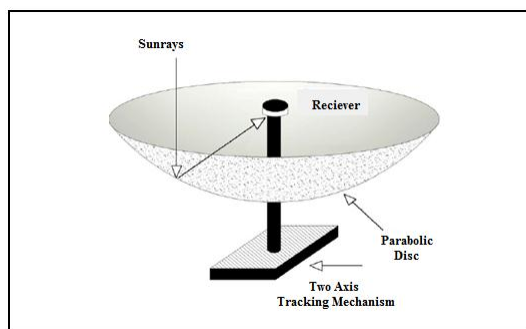 Sunrays
Reciever
Parabolic
Disc
Two Axis
Tracking Mechanism